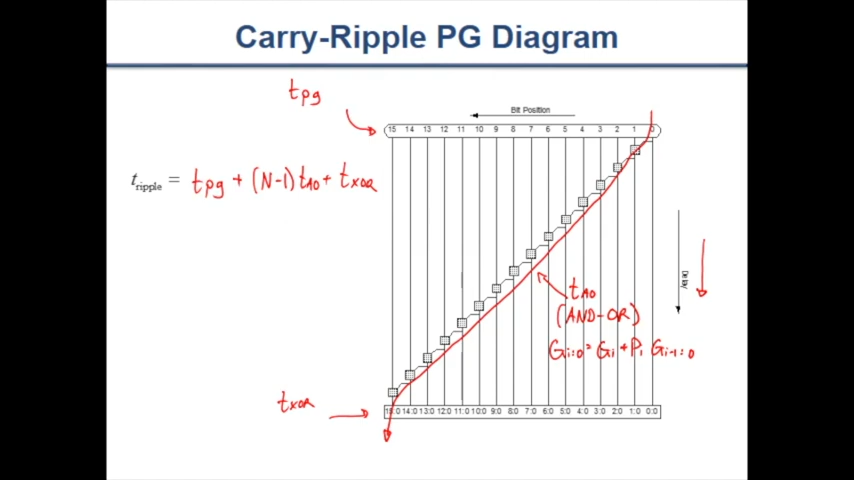 Carry-Ripple PG Diagram
tpg
Bit Position
15 14 13 12 11 10 9 8 7 6 5 4 3 2 1 0
tripple = tpg + (N-1)tAO + tXOR
Delay
tAO
(AND-OR)
Gi:0 = Gi + Pi Gi-1:0
tXOR
15:0 14:0 13:0 12:0 11:0 10:0 9:0 8:0 7:0 6:0 5:0 4:0 3:0 2:0 1:0 0:0